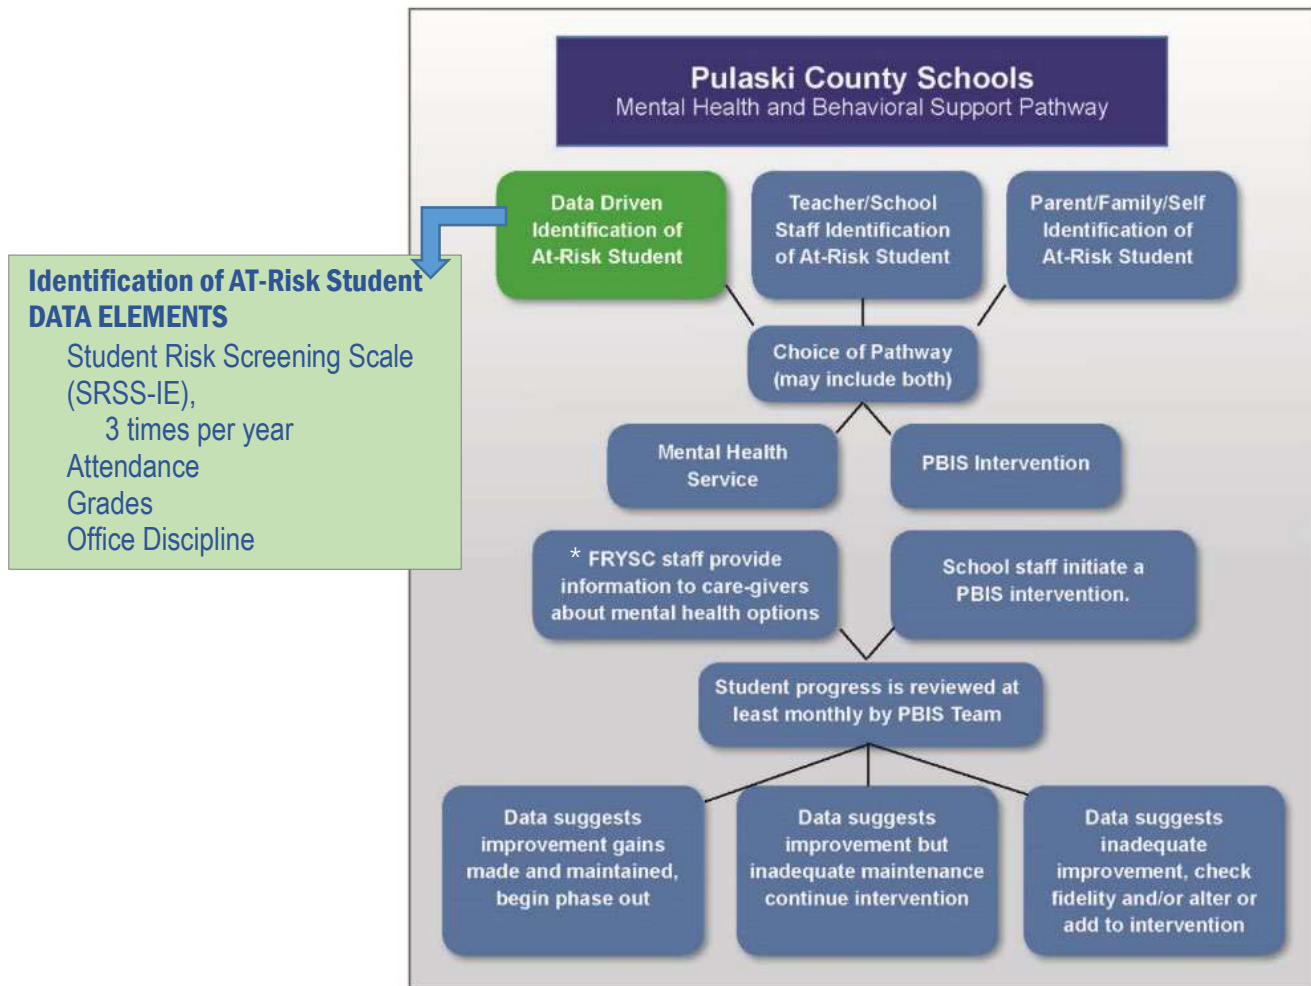 Pulaski County Schools
Mental Health and Behavioral Support Pathway
Data Driven
Identification of
At-Risk Student
Teacher/School
Staff Identification
of At-Risk Student
Parent/Family/Self
Identification of
At-Risk Student
Identification of AT-Risk Student
DATA ELEMENTS
Student Risk Screening Scale
(SRSS-IE),
3 times per year
Attendance
Grades
Office Discipline
Choice of Pathway
(may include both)
Mental Health
Service
PBIS Intervention
* FRYSC staff provide
information to care-givers
about mental health options
School staff initiate a
PBIS intervention.
Student progress is reviewed at
least monthly by PBIS Team
Data suggests
improvement gains
made and maintained,
begin phase out
Data suggests
improvement but
inadequate maintenance
continue intervention
Data suggests
inadequate
improvement, check
fidelity and/or alter or
add to intervention